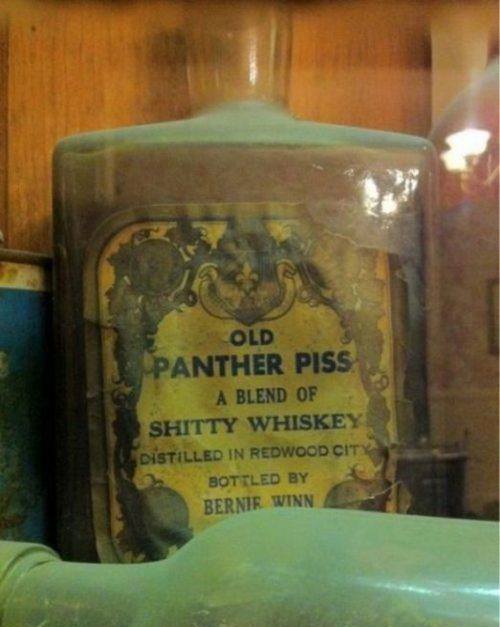 OLD
PANTHER PISS
A BLEND OF
SHITTY WHISKEY
DISTILLED IN REDWOOD CITY
BOTTLED BY
BERNIE WINN